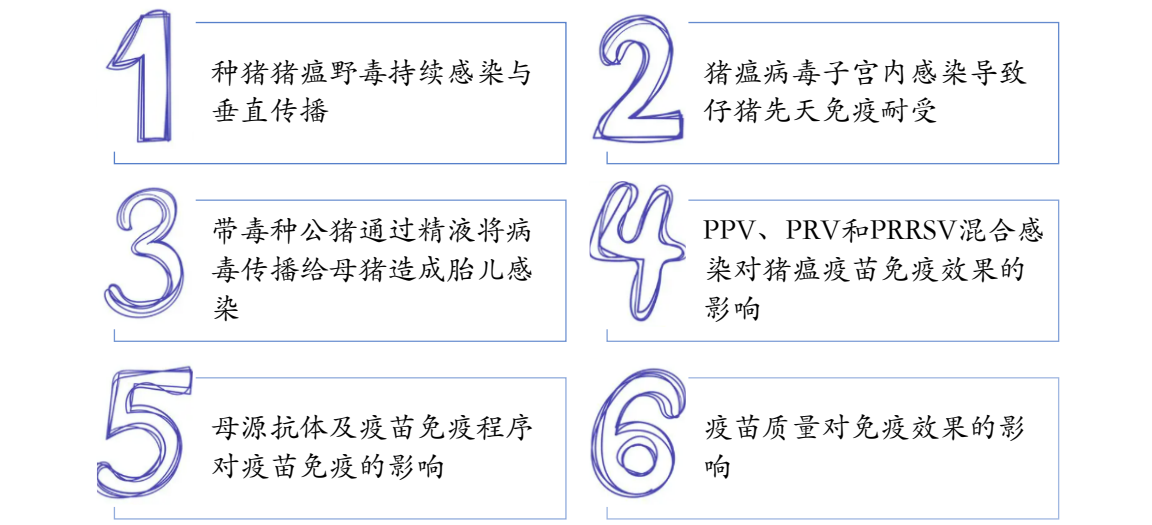 1
种猪猪瘟野毒持续感染与
垂直传播
2
猪瘟病毒子宫内感染导致
仔猪先天免疫耐受
3
带毒种公猪通过精液将病
毒传播给母猪造成胎儿感
染
4
PPV、PRV和PRRSV混合感
染对猪瘟疫苗免疫效果的
影响
5
母源抗体及疫苗免疫程序
对疫苗免疫的影响
6
疫苗质量对免疫效果的影
响